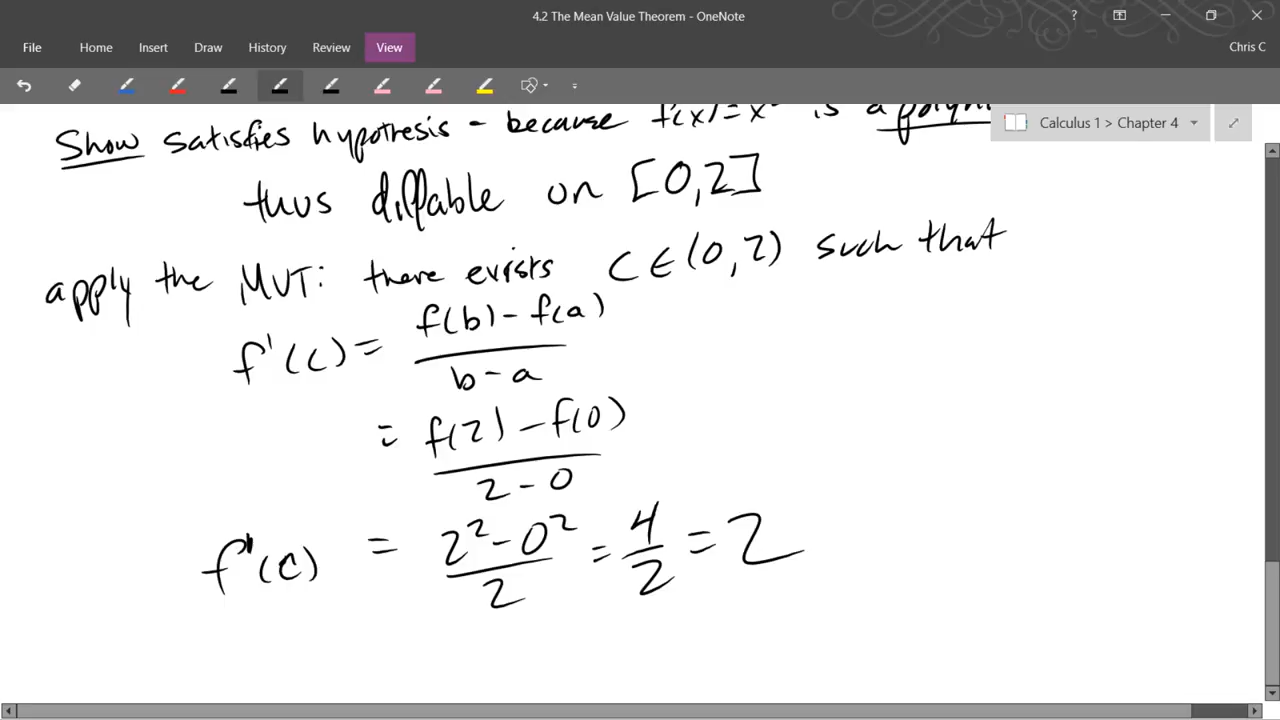 4.2 The Mean Value Theorem - OneNote
?
File Home Insert Draw History Review View
Chris C
Calculus 1 > Chapter 4
Show satisfies hypothesis - because f(x)=x² is a
thus diffable on [0,2]
apply the MVT: there exists C∈(0,2) such that
f'(c)= f(b)-f(a)
b-a
= f(2)-f(0)
2-0
f'(c) = 2²-0²/2 = 4/2 = 2